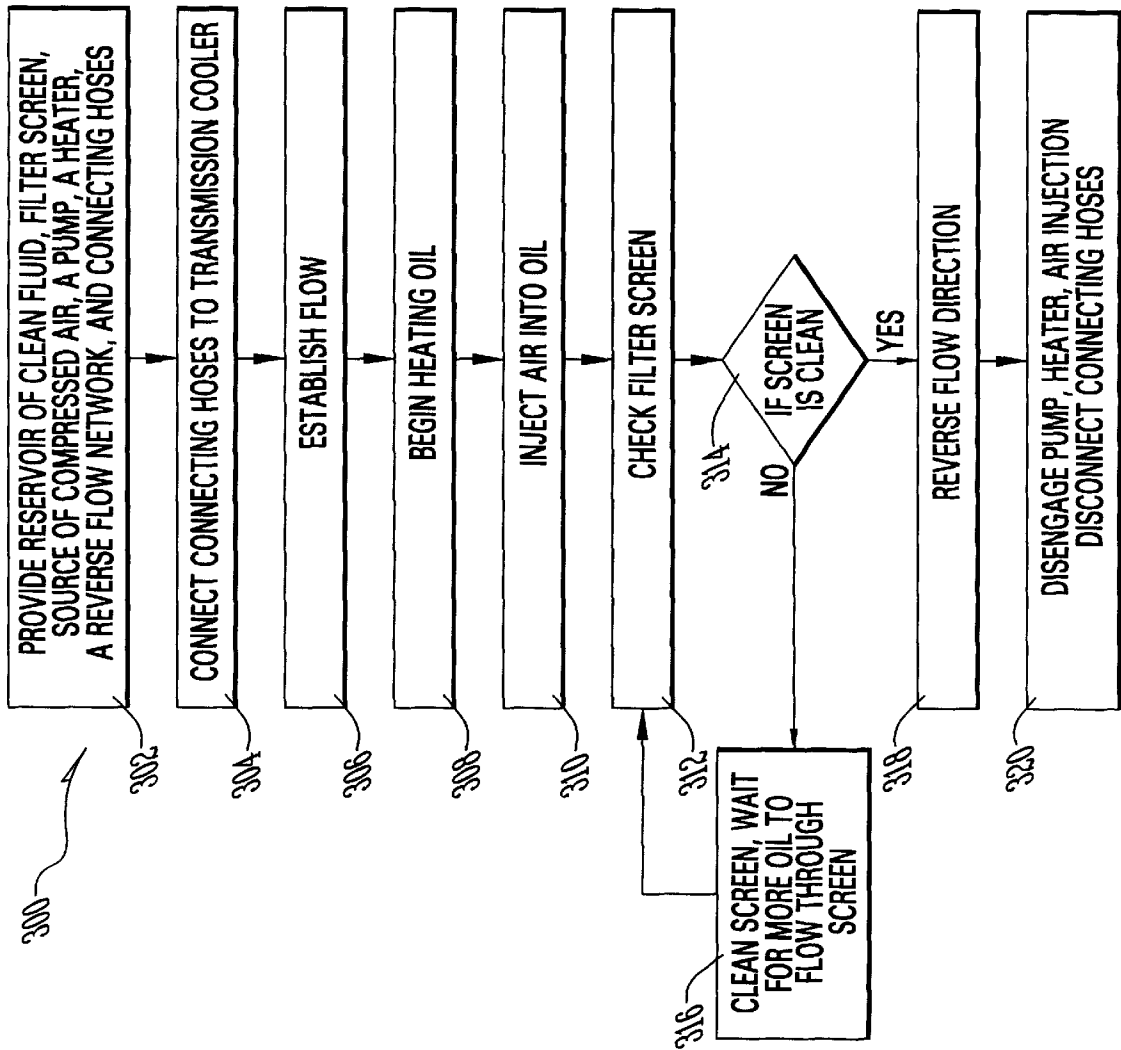 300
PROVIDE RESERVOIR OF CLEAN FLUID, FILTER SCREEN,
SOURCE OF COMPRESSED AIR, A PUMP, A HEATER,
A REVERSE FLOW NETWORK, AND CONNECTING HOSES
302
CONNECT CONNECTING HOSES TO TRANSMISSION COOLER
304
ESTABLISH FLOW
306
BEGIN HEATING OIL
308
INJECT AIR INTO OIL
310
CHECK FILTER SCREEN
312
314
IF SCREEN
IS CLEAN
NO
YES
316
CLEAN SCREEN, WAIT
FOR MORE OIL TO
FLOW THROUGH
SCREEN
REVERSE FLOW DIRECTION
318
DISENGAGE PUMP, HEATER, AIR INJECTION
DISCONNECT CONNECTING HOSES
320